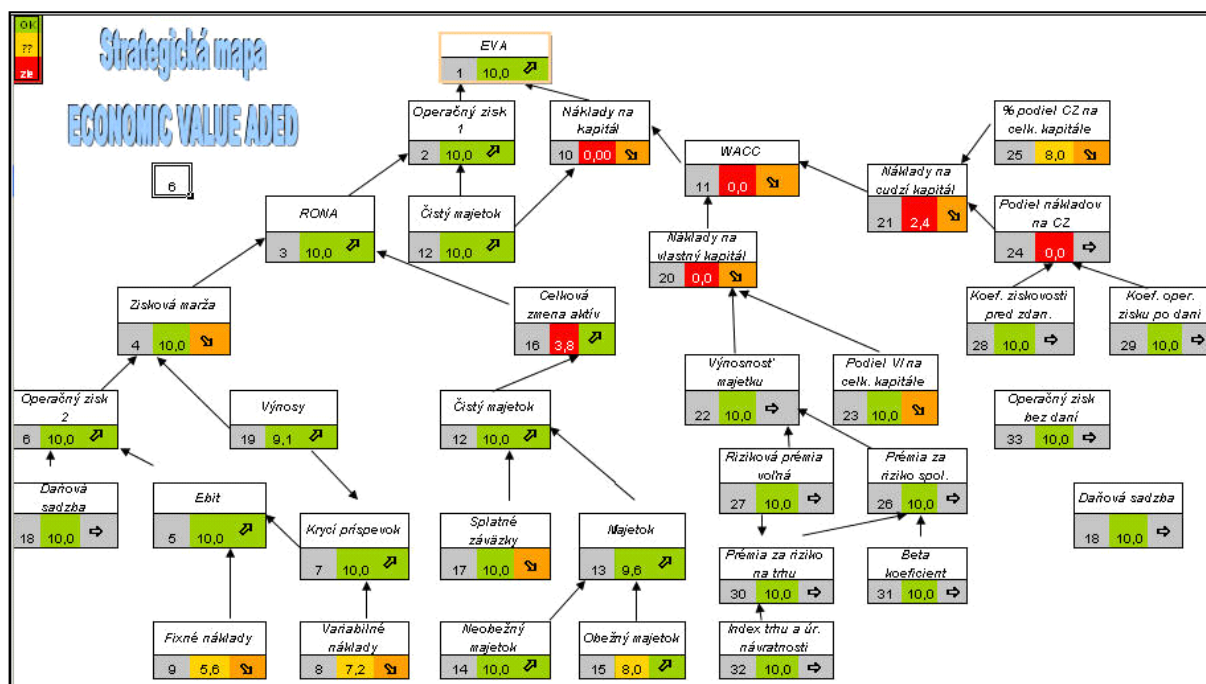 OK
??
zle
Strategická mapa
ECONOMIC VALUE ADED
6
EVA
1 10,0
Operačný zisk
1
2 10,0
Náklady na
kapitál
10 0,00
WACC
11 0,0
% podiel CZ na
celk. kapitále
25 8,0
Náklady na
cudzí kapitál
21 2,4
RONA
3 10,0
Čistý majetok
12 10,0
Náklady na
vlastný kapitál
20 0,0
Podiel nákladov
na CZ
24 0,0
Zisková marža
4 10,0
Celková
zmena aktív
16 3,8
Koef. ziskovosti
pred zdan.
28 10,0
Koef. oper.
zisku po dani
29 10,0
Výnosnosť
majetku
22 10,0
Podiel Vl na
celk. kapitále
23 10,0
Operačný zisk
2
6 10,0
Výnosy
19 9,1
Čistý majetok
12 10,0
Operačný zisk
bez daní
33 10,0
Daňová
sadzba
18 10,0
Ebit
5 10,0
Krycí príspevok
7 10,0
Splatné
záväzky
17 10,0
Majetok
13 9,6
Riziková prémia
voľná
27 10,0
Prémia za
riziko spol.
26 10,0
Daňová sadzba
18 10,0
Prémia za riziko
na trhu
30 10,0
Beta
koeficient
31 10,0
Fixné náklady
9 5,6
Variabilné
náklady
8 7,2
Neobežný
majetok
14 10,0
Obežný majetok
15 8,0
Index trhu a úr.
návratnosti
32 10,0